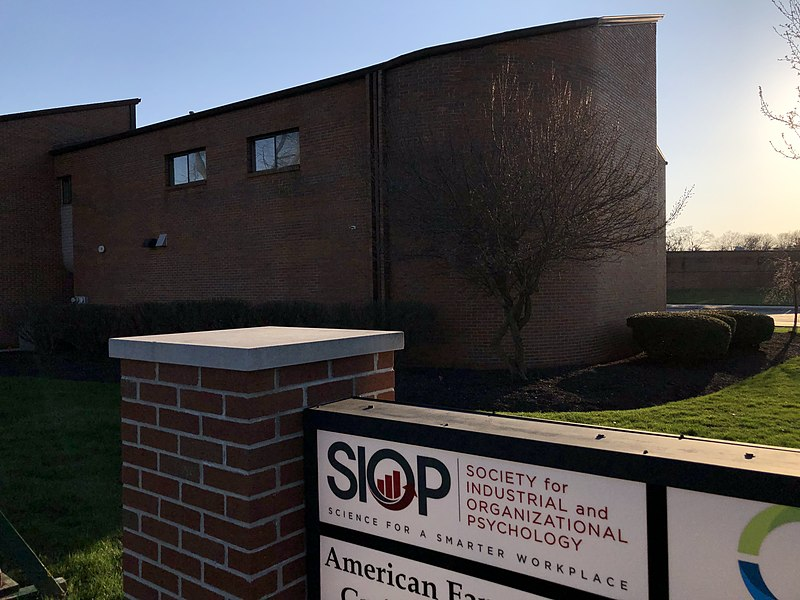 SIOP
SOCIETY for
INDUSTRIAL and
ORGANIZATIONAL
PSYCHOLOGY
SCIENCE FOR A SMARTER WORKPLACE
American